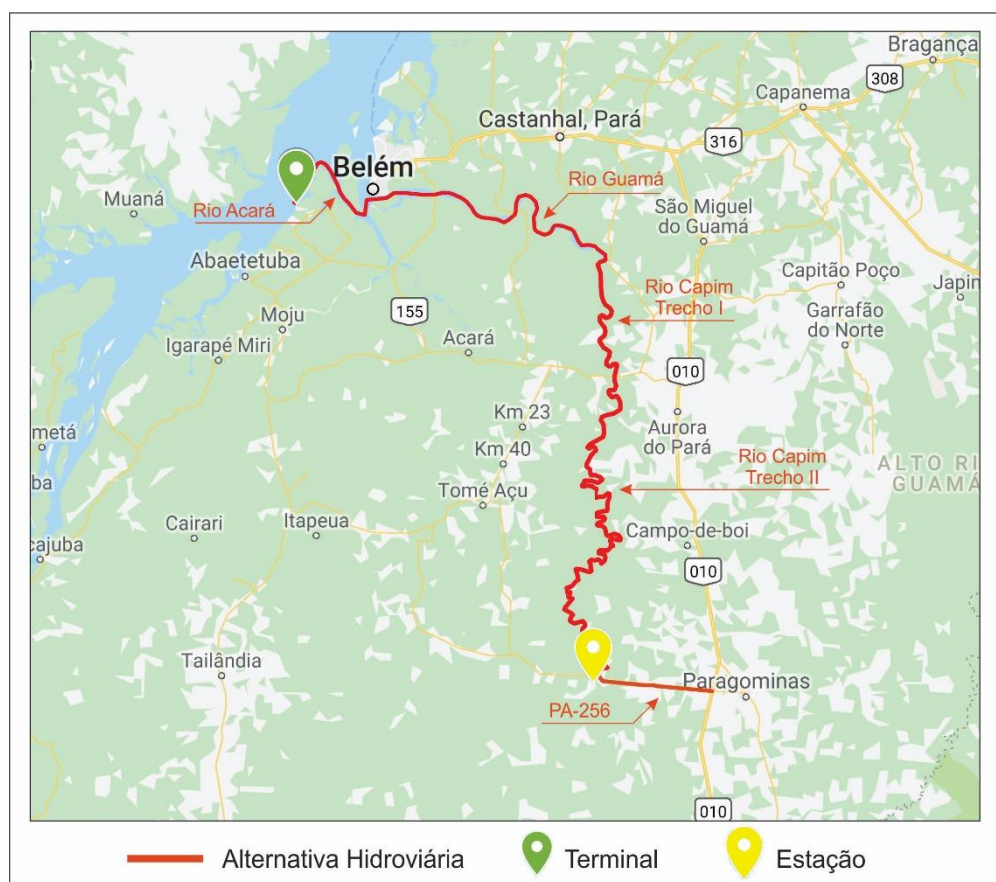 Bragança
308
Capanema
Castanhal, Pará
316
Belém
Rio Guamá
Muaná
Rio Acará
São Miguel
do Guamá
Abaetetuba
Capitão Poço
Japin
Rio Capim
Trecho I
Garrafão
do Norte
Moju
155
Igarapé Miri
Acará
010
Km 23
Aurora
do Pará
metá
Km 40
Rio Capim
Trecho II
ALTO RI
GUAMÁ
ba
Tomé Açu
Cairari
Itapeua
Campo-de-boi
cajuba
010
Tailândia
Paragominas
PA-256
010
Alternativa Hidroviária
Terminal
Estação